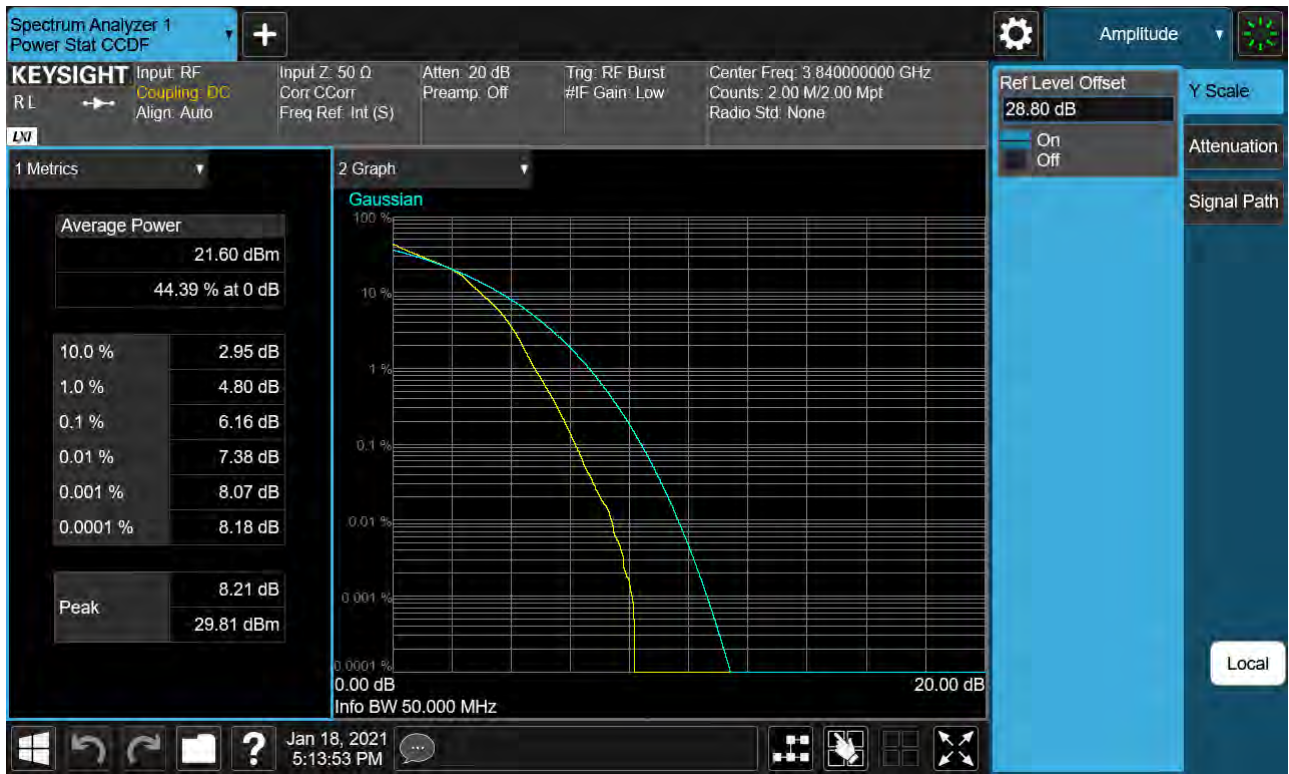 Spectrum Analyzer 1
Power Stat CCDF
+
Amplitude
KEYSIGHT
RL
LXI
Input: RF
Coupling: DC
Align: Auto
Input Z: 50 Ω
Corr CCorr
Freq Ref: Int (S)
Atten: 20 dB
Preamp: Off
Trig: RF Burst
#IF Gain: Low
Center Freq: 3.840000000 GHz
Counts: 2.00 M/2.00 Mpt
Radio Std: None
1 Metrics
Average Power
21.60 dBm
44.39 % at 0 dB
10.0 % 2.95 dB
1.0 % 4.80 dB
0.1 % 6.16 dB
0.01 % 7.38 dB
0.001 % 8.07 dB
0.0001 % 8.18 dB
Peak
8.21 dB
29.81 dBm
2 Graph
Gaussian
100 %
10 %
1 %
0.1 %
0.01 %
0.001 %
0.0001 %
0.00 dB 20.00 dB
Info BW 50.000 MHz
Ref Level Offset
28.80 dB
On
Off
Y Scale
Attenuation
Signal Path
Local
?
Jan 18, 2021
5:13:53 PM